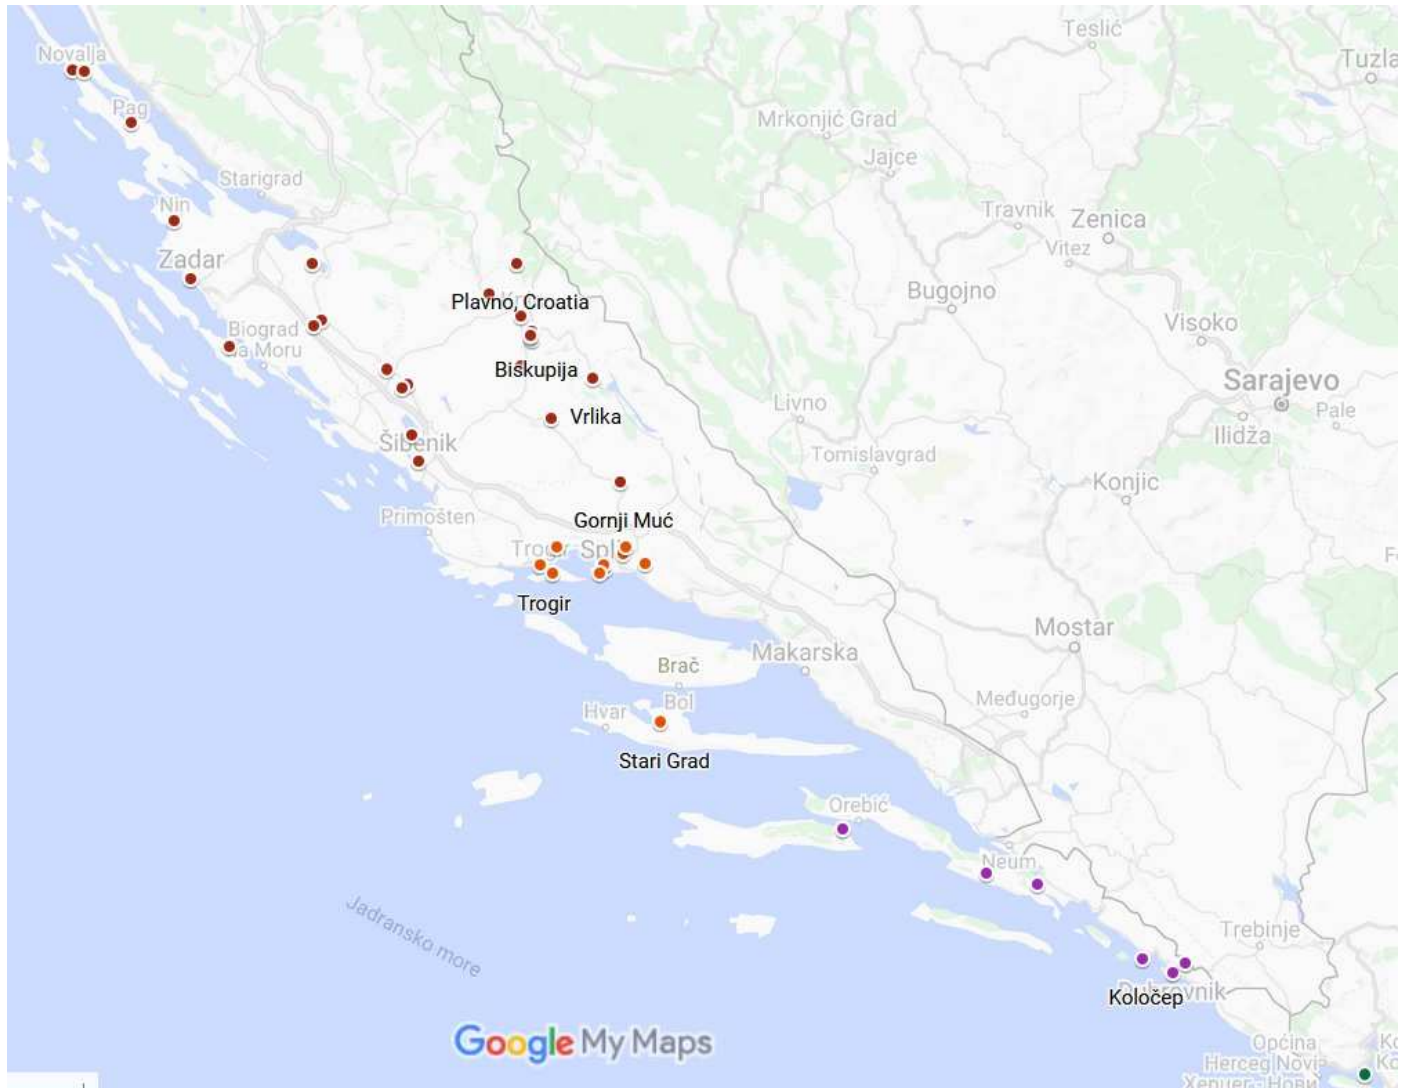 Teslić
Tuzla
Novalja
Pag
Mrkonjić Grad
Jajce
Starigrad
Nin
Travnik
Zenica
Vitez
Zadar
Bugojno
Plavno, Croatia
Visoko
Biograd
na Moru
Biskupija
Sarajevo
Pale
Livno
Vrlika
Ilidža
Šibenik
Tomislavgrad
Konjic
Primošten
Gornji Muć
Trogir
Split
Trogir
Mostar
Makarska
Brač
Međugorje
Bol
Hvar
Stari Grad
Orebić
Neum
Jadransko more
Trebinje
Dubrovnik
Koločep
Google My Maps
Općina
Herceg Novi